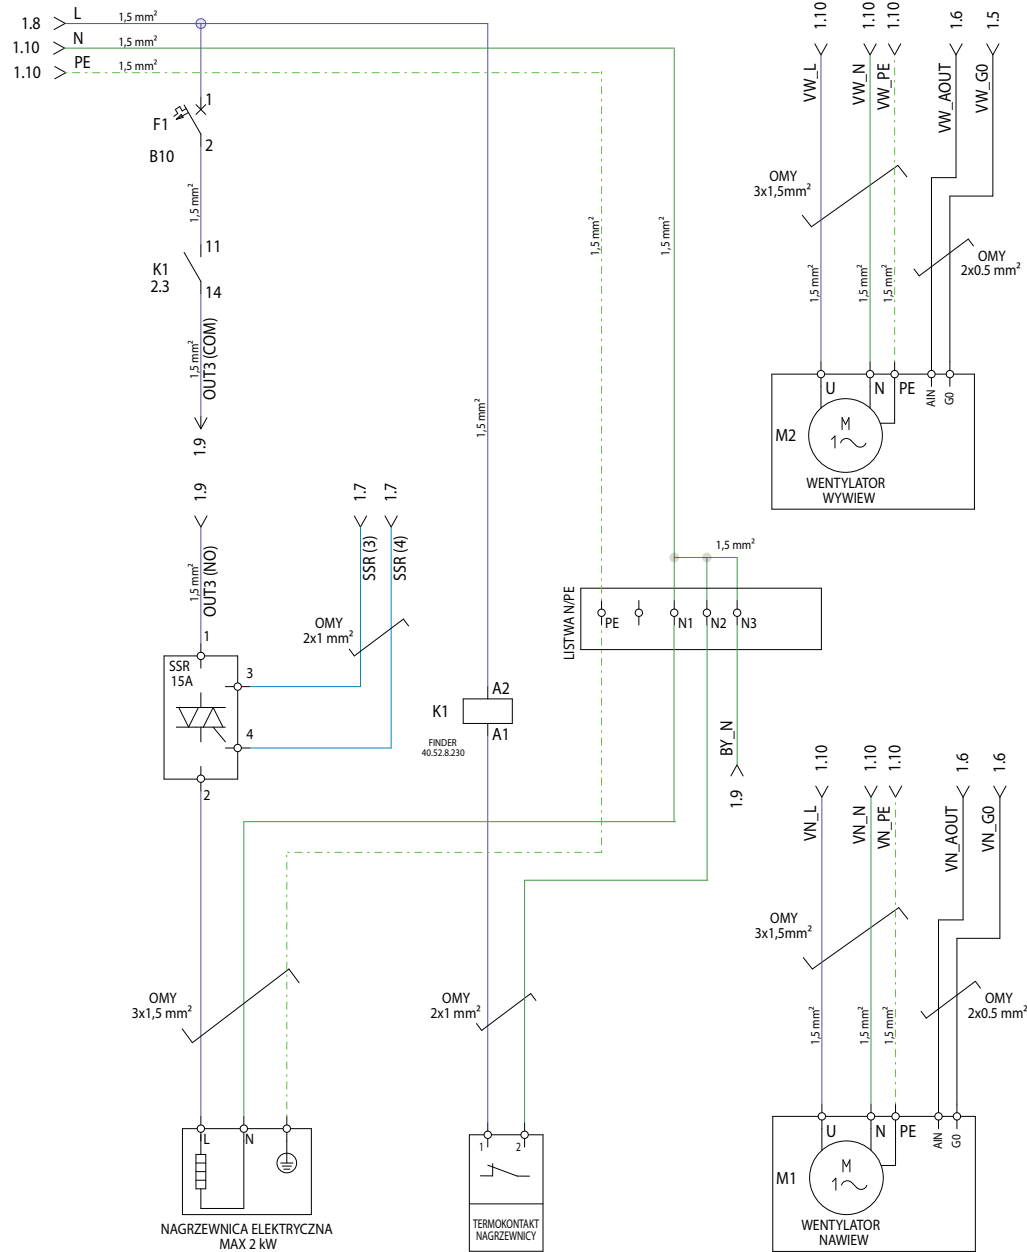 1.8
L
1,5 mm²
1.10
N
1,5 mm²
1.10
PE
1,5 mm²
F1
B10
1
2
1,5 mm²
K1
2.3
11
14
1,5 mm²
OUT3 (COM)
1.9
1.9
1,5 mm²
OUT3 (NO)
1.7
1.7
SSR (3)
SSR (4)
OMY
2x1 mm²
1
SSR
15A
3
4
2
1,5 mm²
K1
A2
A1
FINDER
40.52.8.230
1,5 mm²
1,5 mm²
1,5 mm²
LISTWA N/PE
PE
N1
N2
N3
BY_N
1.9
OMY
3x1,5 mm²
L
N
NAGRZEWNICA ELEKTRYCZNA
MAX 2 kW
OMY
2x1 mm²
1
2
TERMOKONTAKT
NAGRZEWNICY
1.10
1.10
1.10
1.6
1.5
VW_L
VW_N
VW_PE
VW_AOUT
VW_G0
OMY
3x1,5mm²
OMY
2x0.5 mm²
1,5 mm²
1,5 mm²
1,5 mm²
U
N
PE
AIN
G0
M2
M
1
WENTYLATOR
WYWIEW
1.10
1.10
1.10
1.6
1.6
VN_L
VN_N
VN_PE
VN_AOUT
VN_G0
OMY
3x1,5mm²
OMY
2x0.5 mm²
1,5 mm²
1,5 mm²
1,5 mm²
U
N
PE
AIN
G0
M1
M
1
WENTYLATOR
NAWIEW